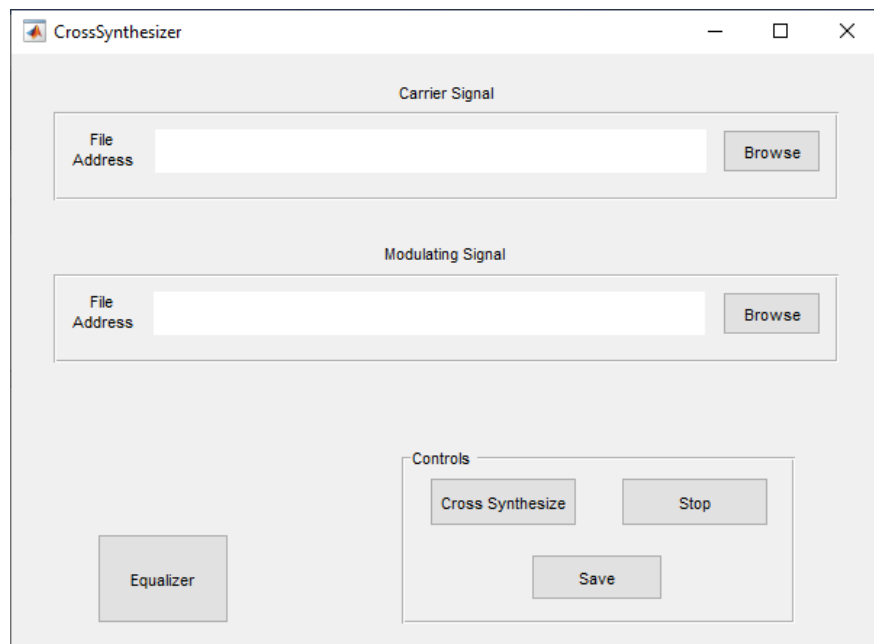 CrossSynthesizer
Carrier Signal
File
Address
Browse
Modulating Signal
File
Address
Browse
Controls
Cross Synthesize
Stop
Equalizer
Save